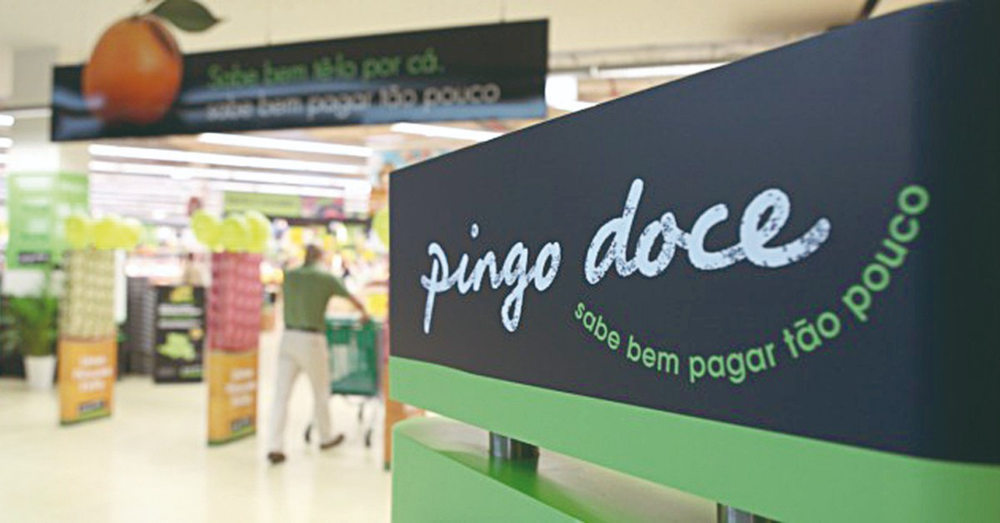 Sabe bem tê-lo por cá.
sabe bem pagar tão pouco
pingo doce
sabe bem pagar tão pouco